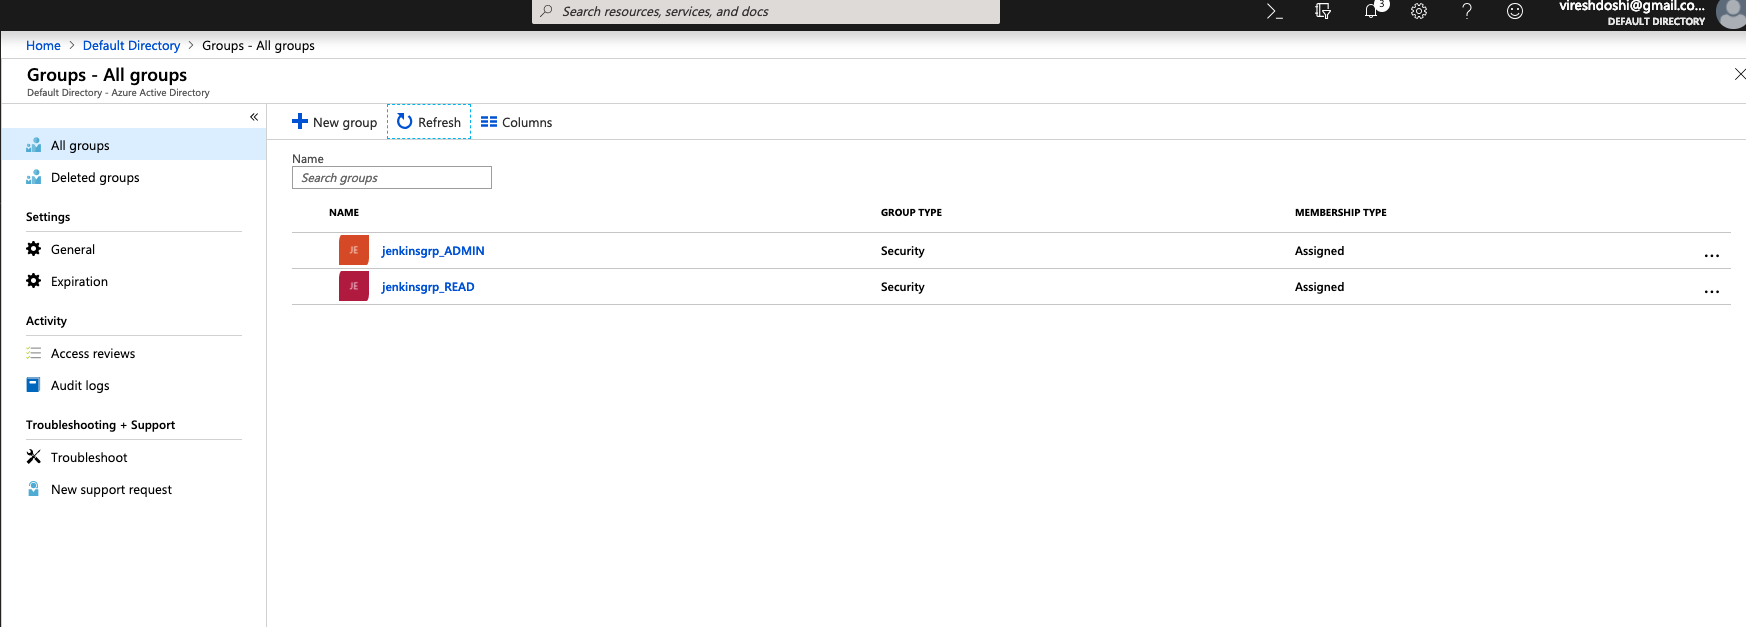 Search resources, services, and docs
3
vireshdoshi@gmail.co...
DEFAULT DIRECTORY
Home > Default Directory > Groups - All groups
Groups - All groups
Default Directory - Azure Active Directory
«
New group Refresh Columns
All groups
Deleted groups
Settings
General
Expiration
Activity
Access reviews
Audit logs
Troubleshooting + Support
Troubleshoot
New support request
Name
Search groups
NAME GROUP TYPE MEMBERSHIP TYPE
JE jenkinsgrp_ADMIN Security Assigned ...
JE jenkinsgrp_READ Security Assigned ...